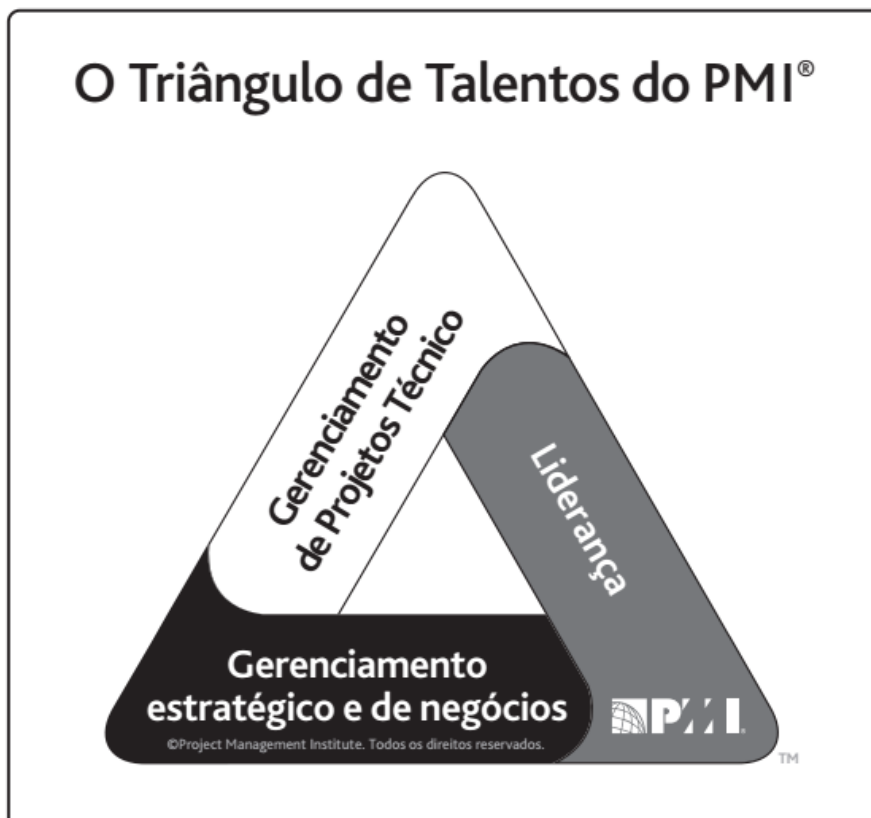 O Triângulo de Talentos do PMI®
Gerenciamento
de Projetos Técnico
Liderança
Gerenciamento
estratégico e de negócios
©Project Management Institute. Todos os direitos reservados.
PMI
TM